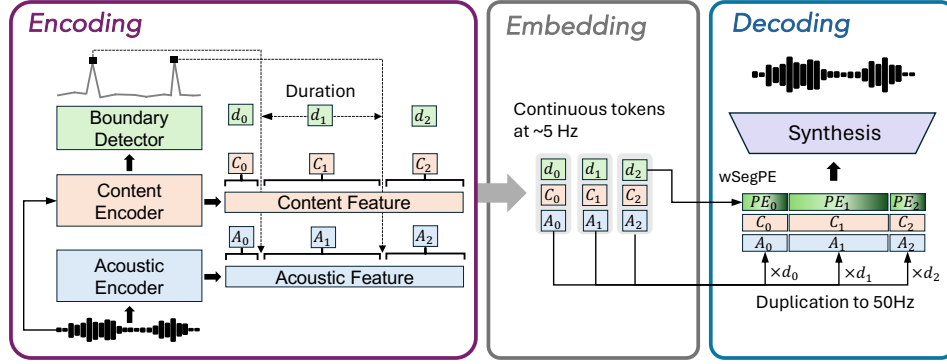 Encoding
Duration
d₀
d₁
d₂
Boundary
Detector
C₀
C₁
C₂
Content
Encoder
Content Feature
A₀
A₁
A₂
Acoustic
Encoder
Acoustic Feature
Embedding
Continuous tokens
at ~5 Hz
d₀ d₁ d₂
C₀ C₁ C₂
A₀ A₁ A₂
Decoding
Synthesis
wSegPE
PE₀ PE₁ PE₂
C₀ C₁ C₂
A₀ A₁ A₂
×d₀ ×d₁ ×d₂
Duplication to 50Hz